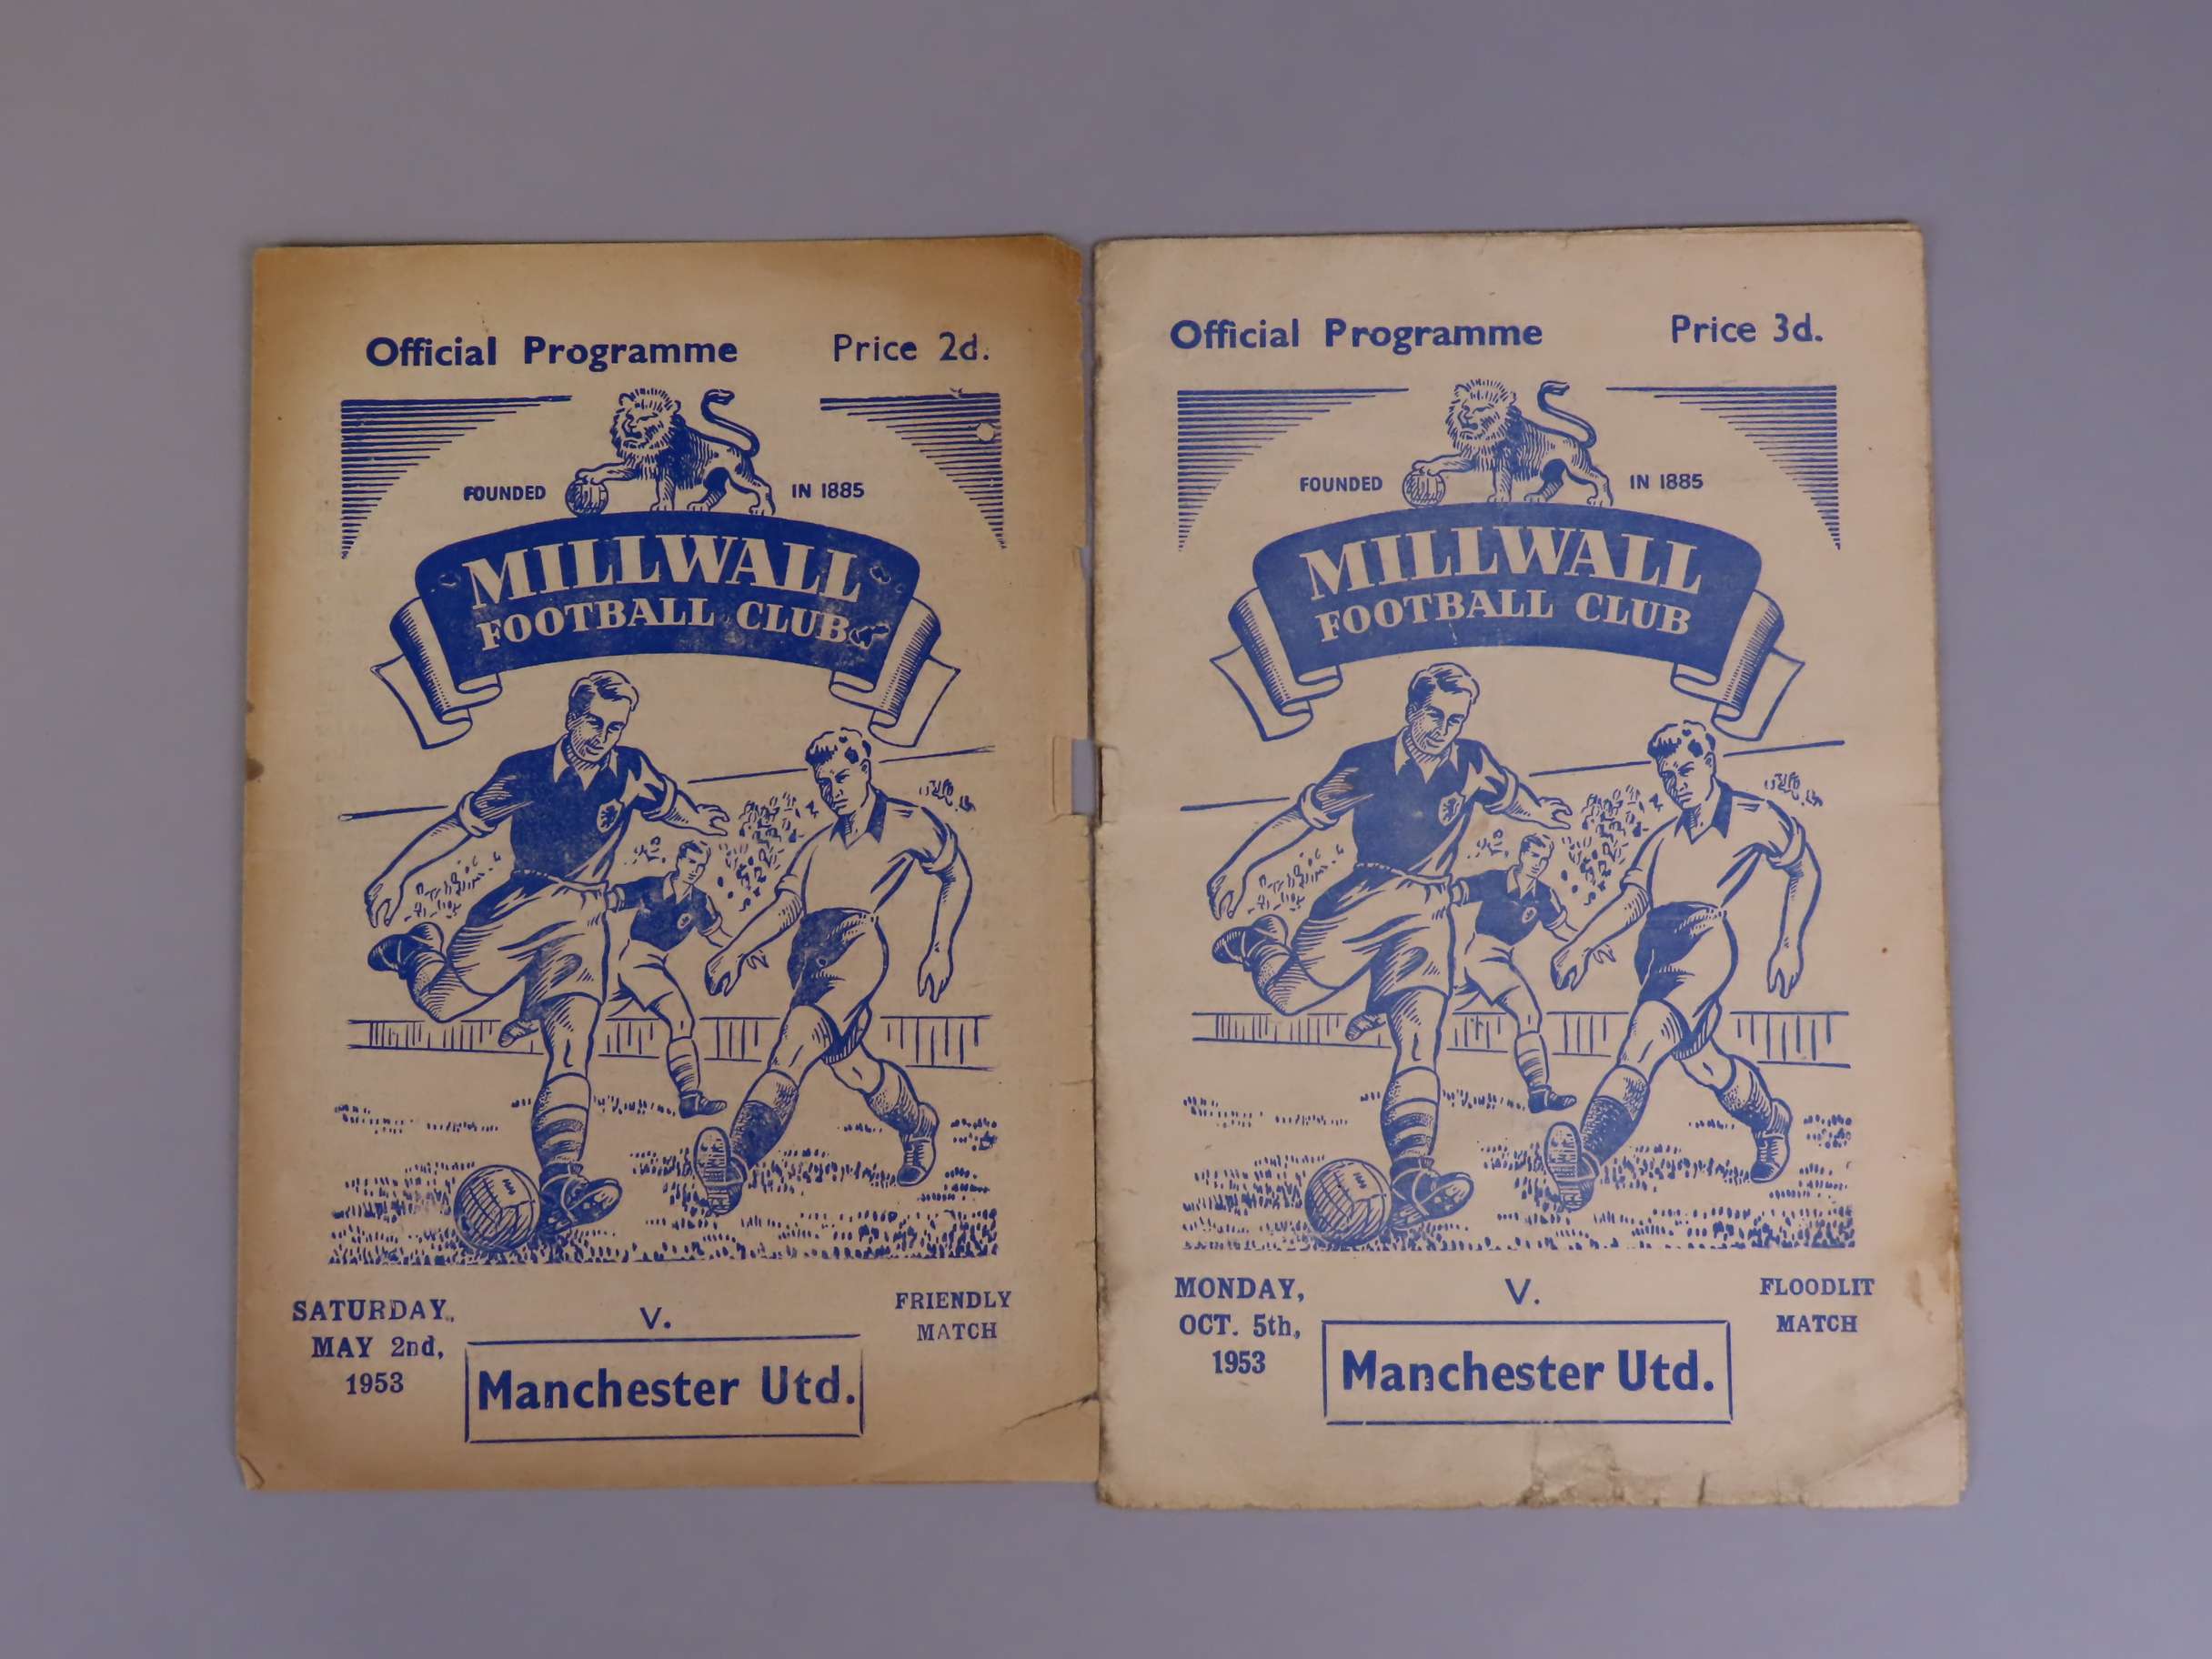 Official Programme Price 2d.
FOUNDED IN 1885
MILLWALL
FOOTBALL CLUB
SATURDAY,
MAY 2nd,
1953
V.
Manchester Utd.
FRIENDLY
MATCH
Official Programme Price 3d.
FOUNDED IN 1885
MILLWALL
FOOTBALL CLUB
MONDAY,
OCT. 5th,
1953
V.
Manchester Utd.
FLOODLIT
MATCH